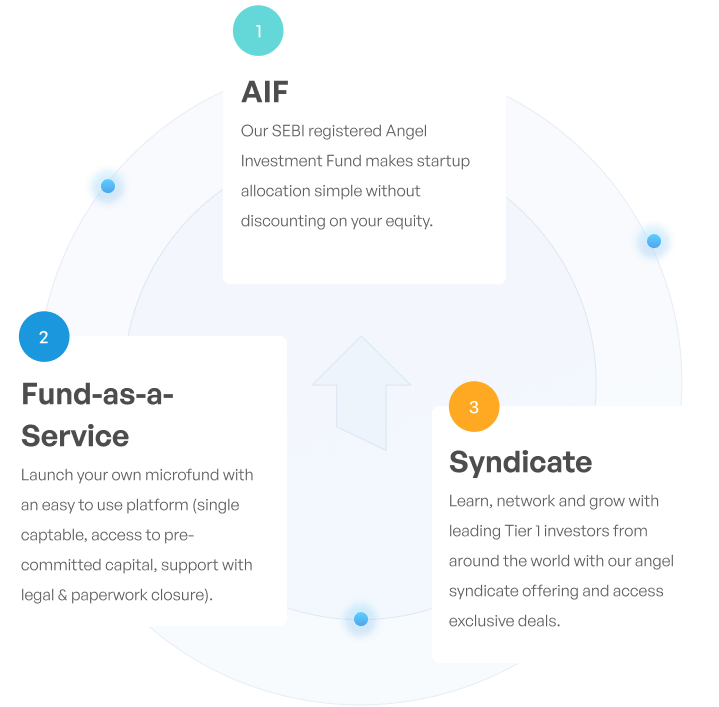 1
AIF
Our SEBI registered Angel
Investment Fund makes startup
allocation simple without
discounting on your equity.
2
Fund-as-a-
Service
Launch your own microfund with
an easy to use platform (single
captable, access to pre-
committed capital, support with
legal & paperwork closure).
3
Syndicate
Learn, network and grow with
leading Tier 1 investors from
around the world with our angel
syndicate offering and access
exclusive deals.